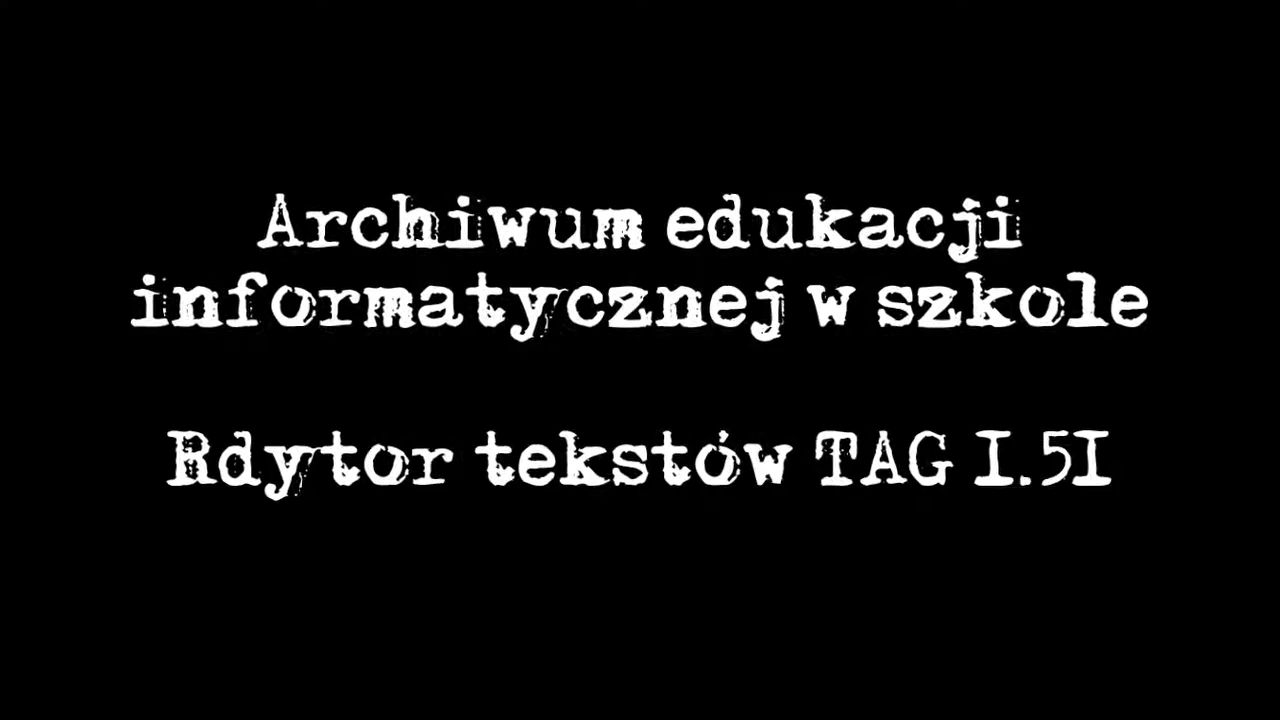 Archiwum edukacji
informatycznej w szkole
Rdytor tekstów TAG 1.51